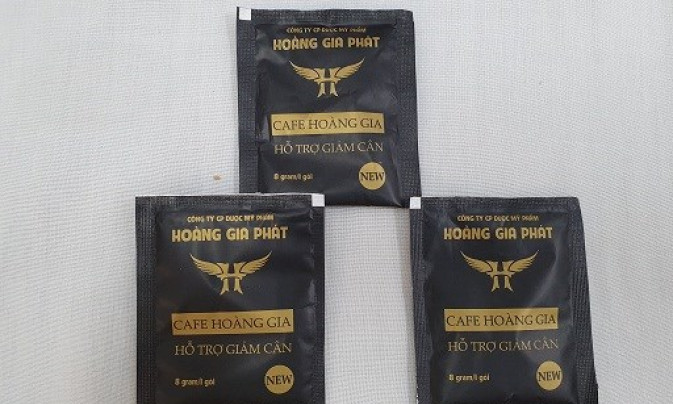 CÔNG TY CP DƯỢC MỸ PHẨM
HOÀNG GIA PHÁT
H
CAFE HOÀNG GIA
HỖ TRỢ GIẢM CÂN
8 gram/1 gói
NEW
CÔNG TY CP DƯỢC MỸ PHẨM
HOÀNG GIA PHÁT
H
CAFE HOÀNG GIA
HỖ TRỢ GIẢM CÂN
8 gram/1 gói
NEW
CÔNG TY CP DƯỢC MỸ PHẨM
HOÀNG GIA PHÁT
H
CAFE HOÀNG GIA
HỖ TRỢ GIẢM CÂN
8 gram/1 gói
NEW